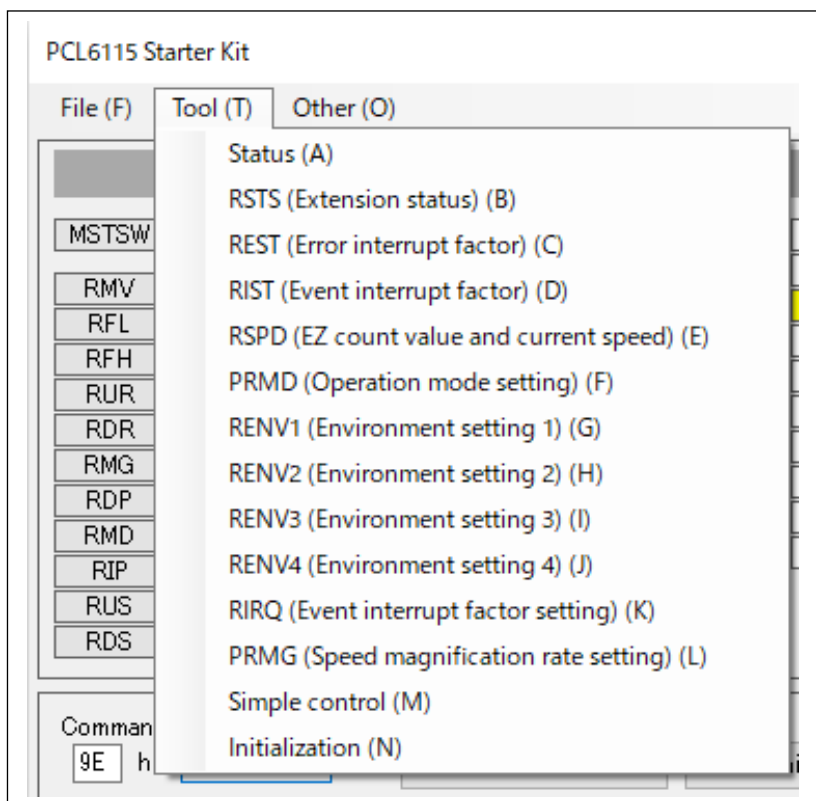 PCL6115 Starter Kit
File (F) Tool (T) Other (O)
Status (A)
RSTS (Extension status) (B)
MSTSW
REST (Error interrupt factor) (C)
RMV
RIST (Event interrupt factor) (D)
RFL
RSPD (EZ count value and current speed) (E)
RFH
PRMD (Operation mode setting) (F)
RUR
RENV1 (Environment setting 1) (G)
RDR
RMG
RENV2 (Environment setting 2) (H)
RDP
RENV3 (Environment setting 3) (I)
RMD
RENV4 (Environment setting 4) (J)
RIP
RUS
RIRQ (Event interrupt factor setting) (K)
RDS
PRMG (Speed magnification rate setting) (L)
Simple control (M)
Comman
Initialization (N)
9E h